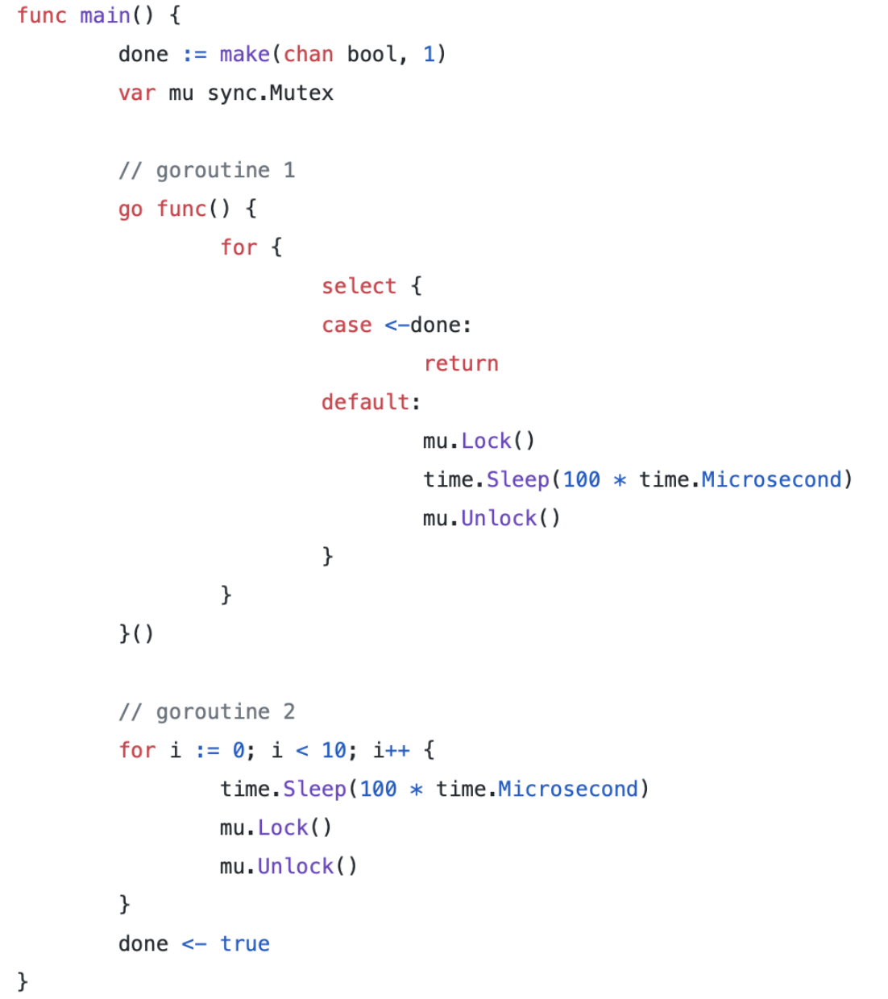 func main() {
done := make(chan bool, 1)
var mu sync.Mutex
// goroutine 1
go func() {
for {
select {
case <-done:
return
default:
mu.Lock()
time.Sleep(100 * time.Microsecond)
mu.Unlock()
}
}
}()
// goroutine 2
for i := 0; i < 10; i++ {
time.Sleep(100 * time.Microsecond)
mu.Lock()
mu.Unlock()
}
done <- true
}